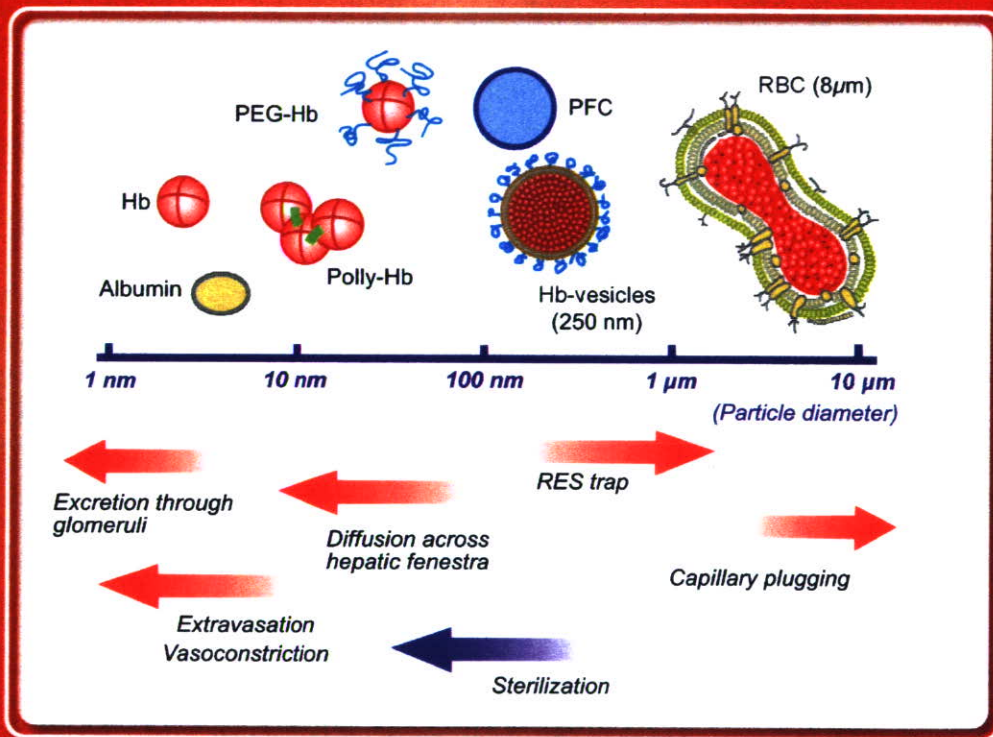 PEG-Hb
PFC
RBC (8μm)
Hb
Polly-Hb
Albumin
Hb-vesicles
(250 nm)
1 nm
10 nm
100 nm
1 μm
10 μm
(Particle diameter)
Excretion through
glomeruli
Diffusion across
hepatic fenestra
RES trap
Capillary plugging
Extravasation
Vasoconstriction
Sterilization